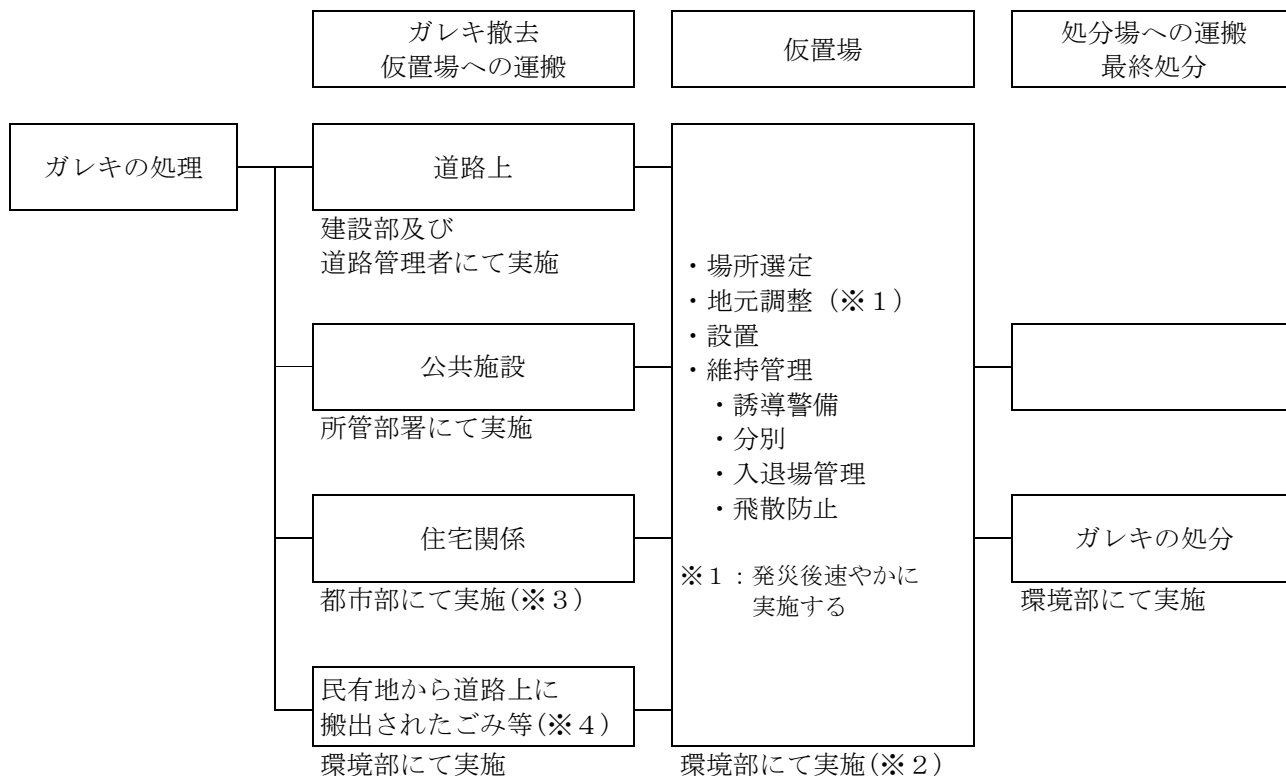 ガレキ撤去
仮置場への運搬
仮置場
処分場への運搬
最終処分
ガレキの処理
道路上
建設部及び
道路管理者にて実施
公共施設
所管部署にて実施
住宅関係
都市部にて実施(※３)
民有地から道路上に
搬出されたごみ等(※４)
環境部にて実施
・場所選定
・地元調整（※１）
・設置
・維持管理
・誘導警備
・分別
・入退場管理
・飛散防止
※１：発災後速やかに
実施する
環境部にて実施(※２)
ガレキの処分
環境部にて実施